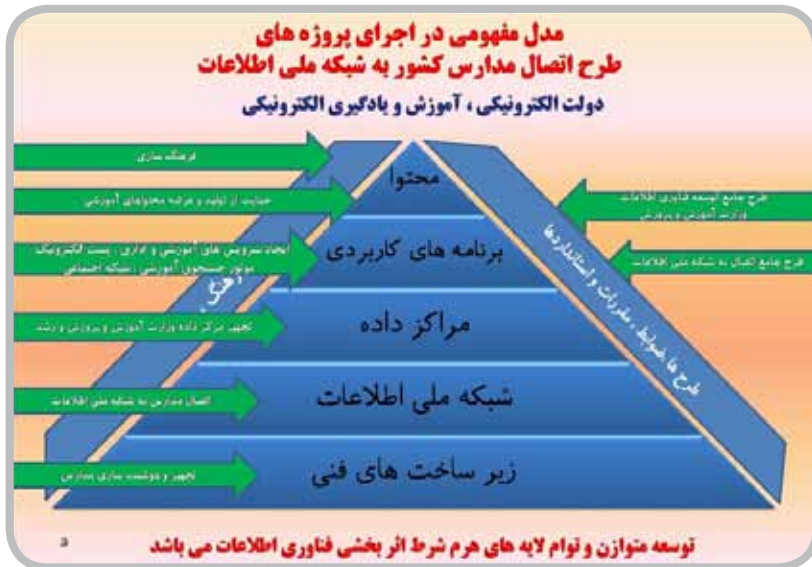 مدل مفهومی در اجرای پروژه های
طرح اتصال مدارس کشور به شبکه ملی اطلاعات
دولت الکترونیکی ، آموزش و یادگیری الکترونیکی
فرهنگ سازی
حمایت از تولید و عرضه محتواهای آموزشی
ایجاد سرویس های آموزشی و اداری ، پست الکترونیک
موتور جستجوی آموزشی ، شبکه اجتماعی
تجهیز مرکز داده وزارت آموزش و پرورش و رشد
اتصال مدارس به شبکه ملی اطلاعات
تجهیز و هوشمند سازی مدارس
محتوا
برنامه های کاربردی
مراکز داده
شبکه ملی اطلاعات
زیر ساخت های فنی
طرح ها ،ضوابط ، مقررات و استانداردها
طرح جامع توسعه فناوری اطلاعات
وزارت آموزش و پرورش
طرح جامع اتصال به شبکه ملی اطلاعات
توسعه متوازن و توام لایه های هرم شرط اثر بخشی فناوری اطلاعات می باشد